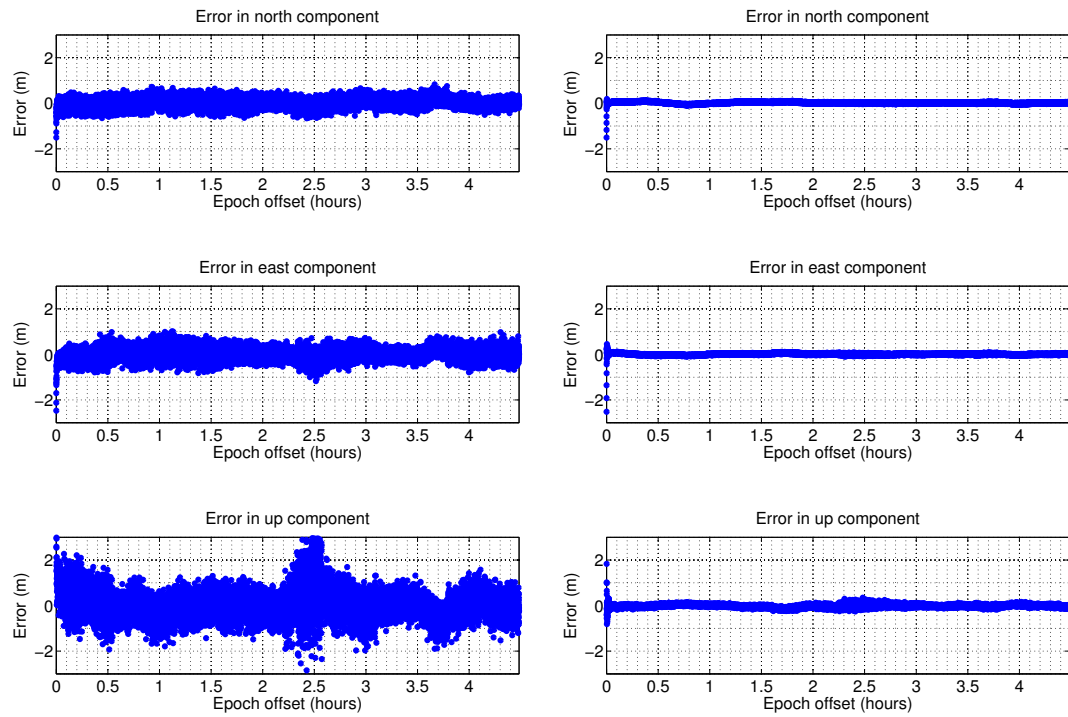 Error in north component
2
0
−2
Error (m)
0 0.5 1 1.5 2 2.5 3 3.5 4
Epoch offset (hours)
Error in north component
2
0
−2
Error (m)
0 0.5 1 1.5 2 2.5 3 3.5 4
Epoch offset (hours)
Error in east component
2
0
−2
Error (m)
0 0.5 1 1.5 2 2.5 3 3.5 4
Epoch offset (hours)
Error in east component
2
0
−2
Error (m)
0 0.5 1 1.5 2 2.5 3 3.5 4
Epoch offset (hours)
Error in up component
2
0
−2
Error (m)
0 0.5 1 1.5 2 2.5 3 3.5 4
Epoch offset (hours)
Error in up component
2
0
−2
Error (m)
0 0.5 1 1.5 2 2.5 3 3.5 4
Epoch offset (hours)